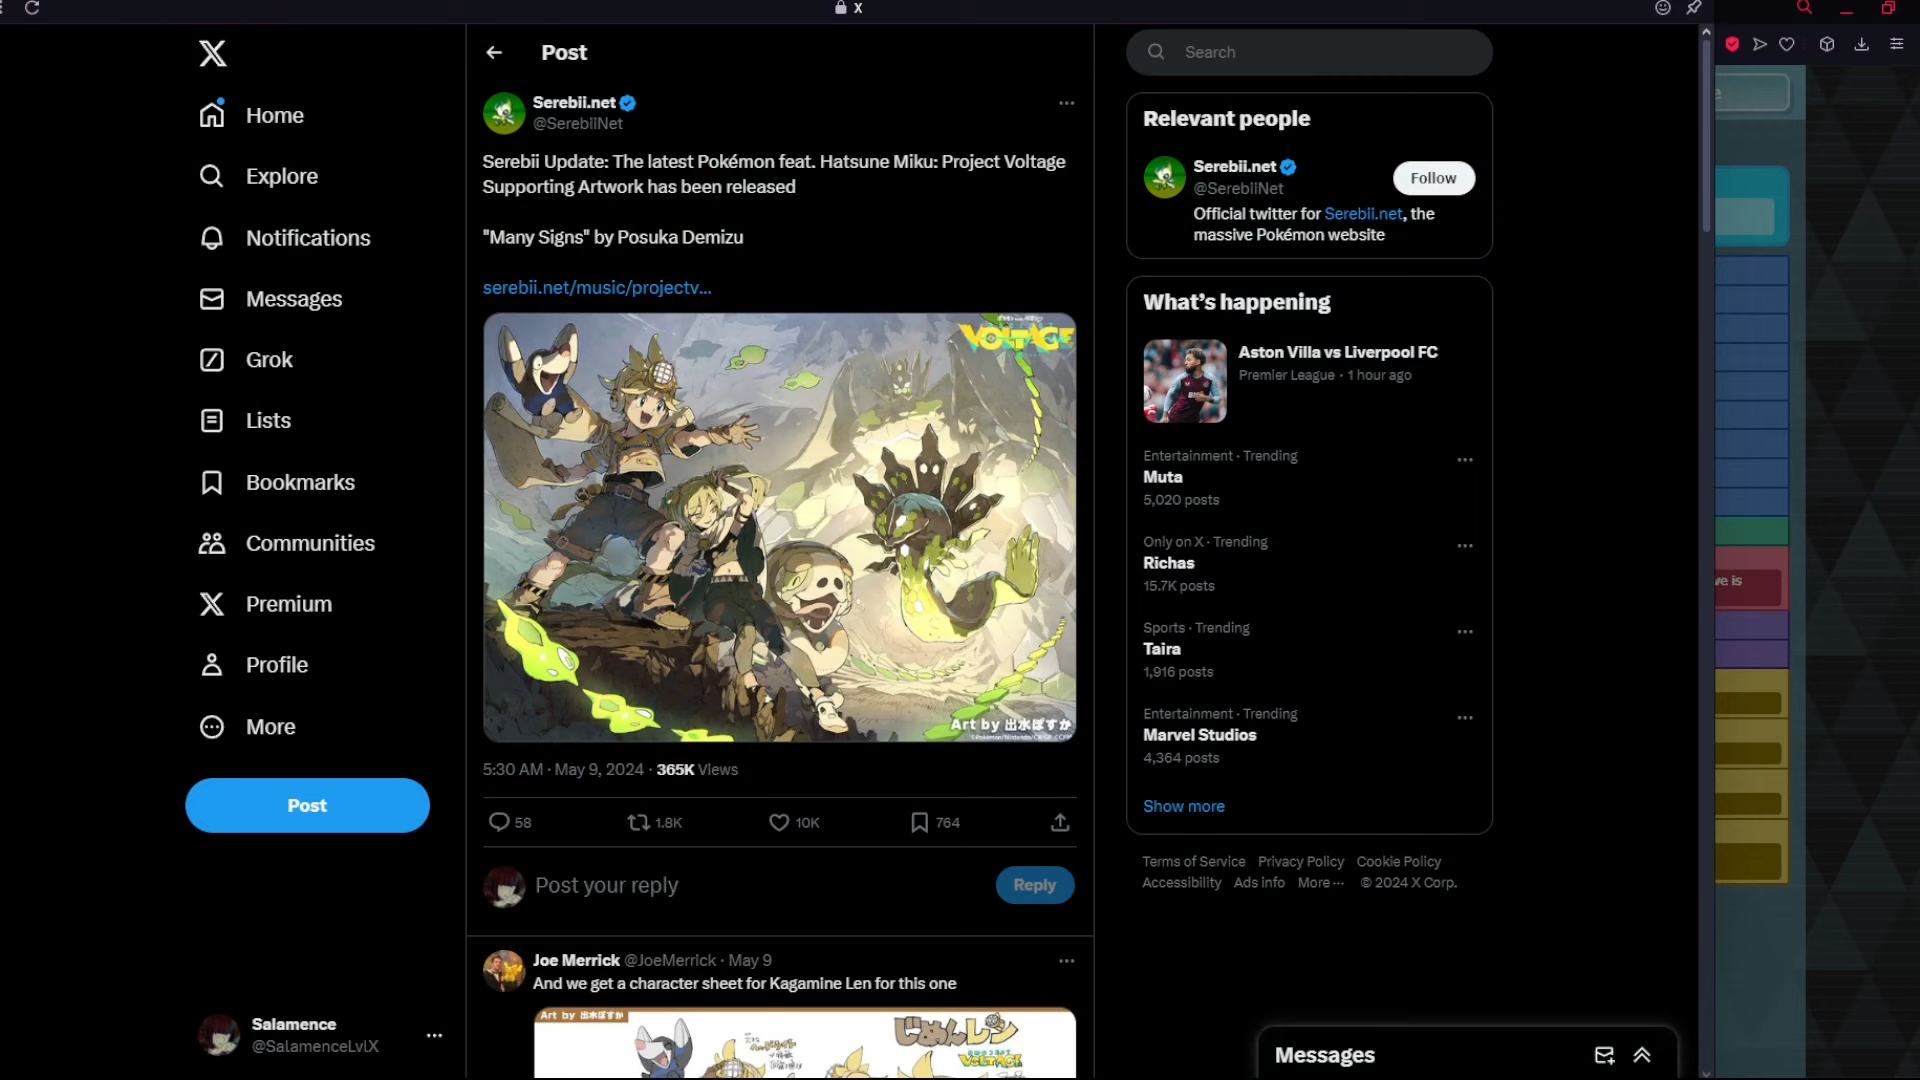 X
Home
Explore
Notifications
Messages
Grok
Lists
Bookmarks
Communities
Premium
Profile
More
Post
Salamence
@SalamenceLvlX
Post
Serebii.net
@SerebiiNet
Serebii Update: The latest Pokémon feat. Hatsune Miku: Project Voltage
Supporting Artwork has been released
"Many Signs" by Posuka Demizu
serebii.net/music/projectv...
VOLTAGE
Art by 出水ぽすか
5:30 AM · May 9, 2024 · 365K Views
58
1.8K
10K
764
Post your reply
Reply
Joe Merrick @JoeMerrick · May 9
And we get a character sheet for Kagamine Len for this one
Art by 出水ぽすか
じめんレン
VOLTAGE
Search
Relevant people
Serebii.net
@SerebiiNet
Follow
Official twitter for Serebii.net, the
massive Pokémon website
What's happening
Aston Villa vs Liverpool FC
Premier League · 1 hour ago
Entertainment · Trending
Muta
5,020 posts
Only on X · Trending
Richas
15.7K posts
Sports · Trending
Taira
1,916 posts
Entertainment · Trending
Marvel Studios
4,364 posts
Show more
Terms of Service Privacy Policy Cookie Policy
Accessibility Ads info More ··· © 2024 X Corp.
Messages